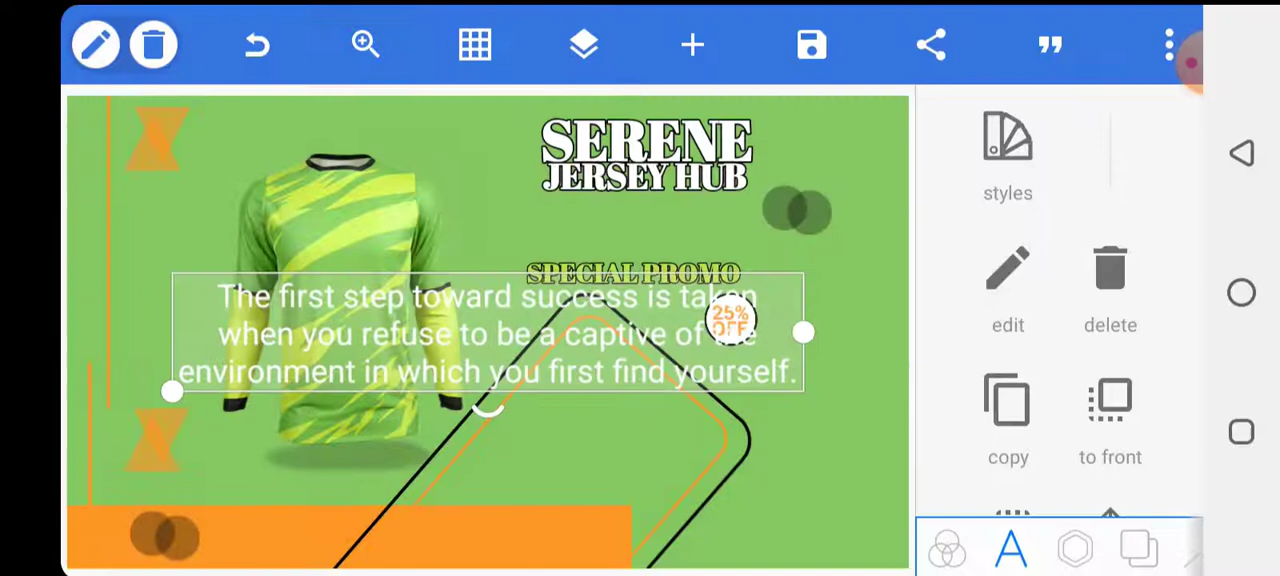 SERENE
JERSEY HUB
SPECIAL PROMO
25%
OFF
The first step toward success is taken
when you refuse to be a captive of the
environment in which you first find yourself.
styles
edit
delete
copy
to front